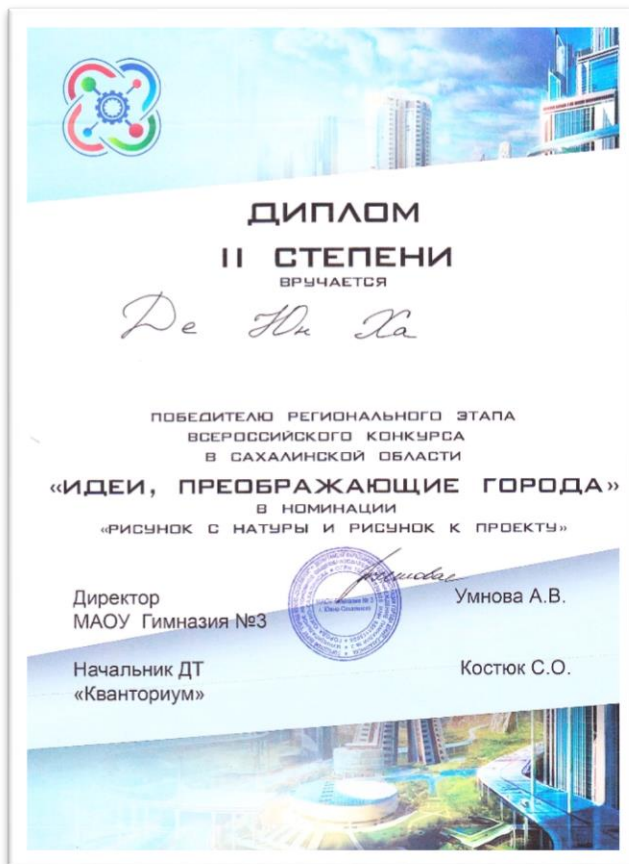 ДИПЛОМ
II СТЕПЕНИ
ВРУЧАЕТСЯ
Де Юн Ха
ПОБЕДИТЕЛЮ РЕГИОНАЛЬНОГО ЭТАПА
ВСЕРОССИЙСКОГО КОНКУРСА
В САХАЛИНСКОЙ ОБЛАСТИ
«ИДЕИ, ПРЕОБРАЖАЮЩИЕ ГОРОДА»
В НОМИНАЦИИ
«РИСУНОК С НАТУРЫ И РИСУНОК К ПРОЕКТУ»
Директор
МАОУ Гимназия №3
Умнова А.В.
Начальник ДТ
«Кванториум»
Костюк С.О.